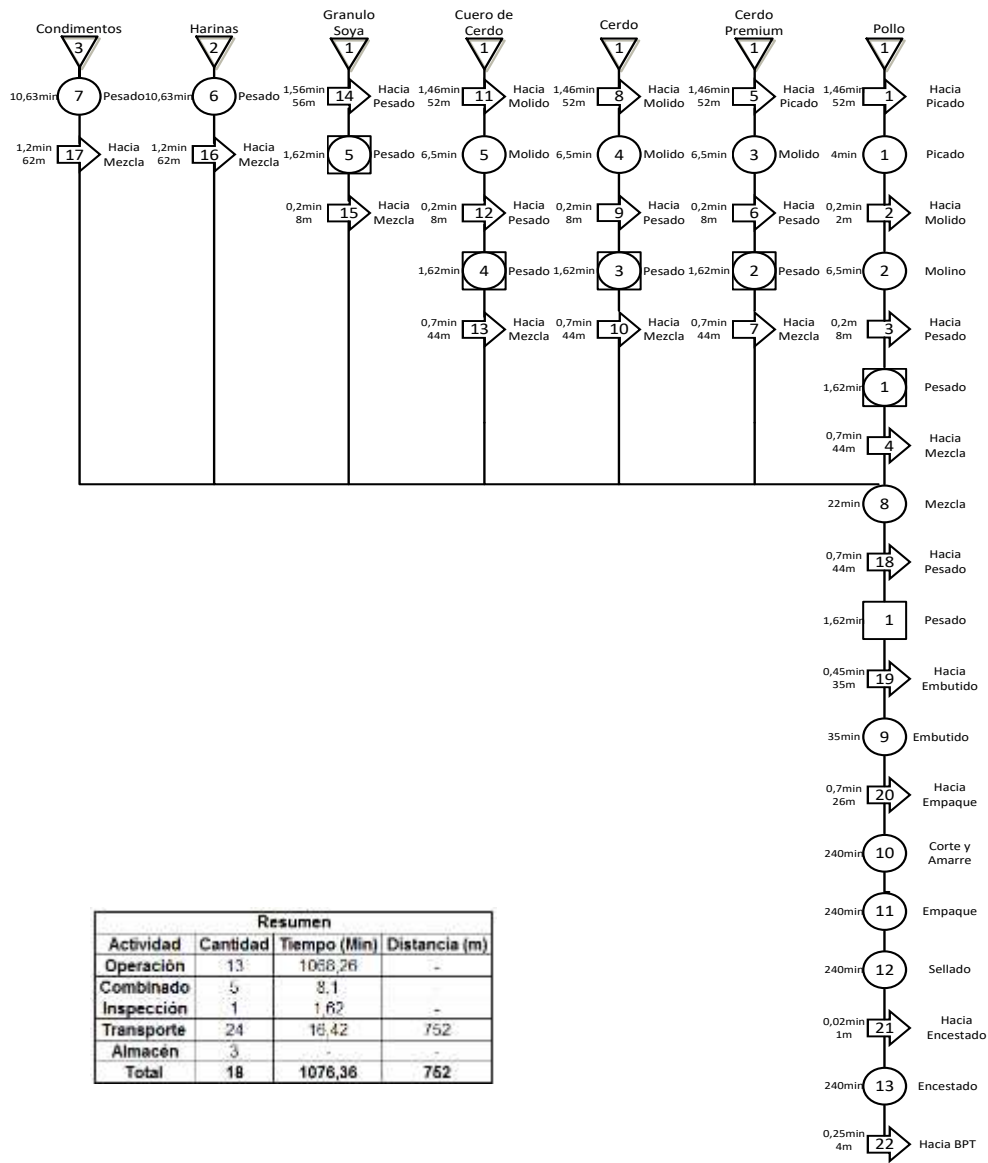 Condimentos
Harinas
Granulo
Soya
Cuero de
Cerdo
Cerdo
Cerdo
Premium
Pollo
3
2
1
1
1
1
1
10,63min 7 Pesado
10,63min 6 Pesado
1,56min
56m
14
Hacia
Pesado
1,46min
52m
11
Hacia
Molido
1,46min
52m
8
Hacia
Molido
1,46min
52m
5
Hacia
Picado
1,46min
52m
1
Hacia
Picado
1,2min
62m
17
Hacia
Mezcla
1,2min
62m
16
Hacia
Mezcla
1,62min 5 Pesado
6,5min 5 Molido
6,5min 4 Molido
6,5min 3 Molido
4min 1 Picado
0,2min
8m
15
Hacia
Mezcla
0,2min
8m
12
Hacia
Pesado
0,2min
8m
9
Hacia
Pesado
0,2min
8m
6
Hacia
Pesado
0,2min
2m
2
Hacia
Molido
1,62min 4 Pesado
1,62min 3 Pesado
1,62min 2 Pesado
6,5min 2 Molino
0,7min
44m
13
Hacia
Mezcla
0,7min
44m
10
Hacia
Mezcla
0,7min
44m
7
Hacia
Mezcla
0,2m
8m
3
Hacia
Pesado
1,62min 1 Pesado
0,7min
44m
4
Hacia
Mezcla
22min 8 Mezcla
0,7min
44m
18
Hacia
Pesado
1,62min 1 Pesado
0,45min
35m
19
Hacia
Embutido
35min 9 Embutido
0,7min
26m
20
Hacia
Empaque
240min 10
Corte y
Amarre
240min 11 Empaque
240min 12 Sellado
0,02min
1m
21
Hacia
Encestado
240min 13 Encestado
0,25min
4m
22
Hacia BPT
Resumen
Actividad Cantidad Tiempo (Min) Distancia (m)
Operación 13 1068,26 -
Combinado 5 8,1 -
Inspección 1 1,62 -
Transporte 24 16,42 752
Almacén 3 - -
Total 18 1076,36 752